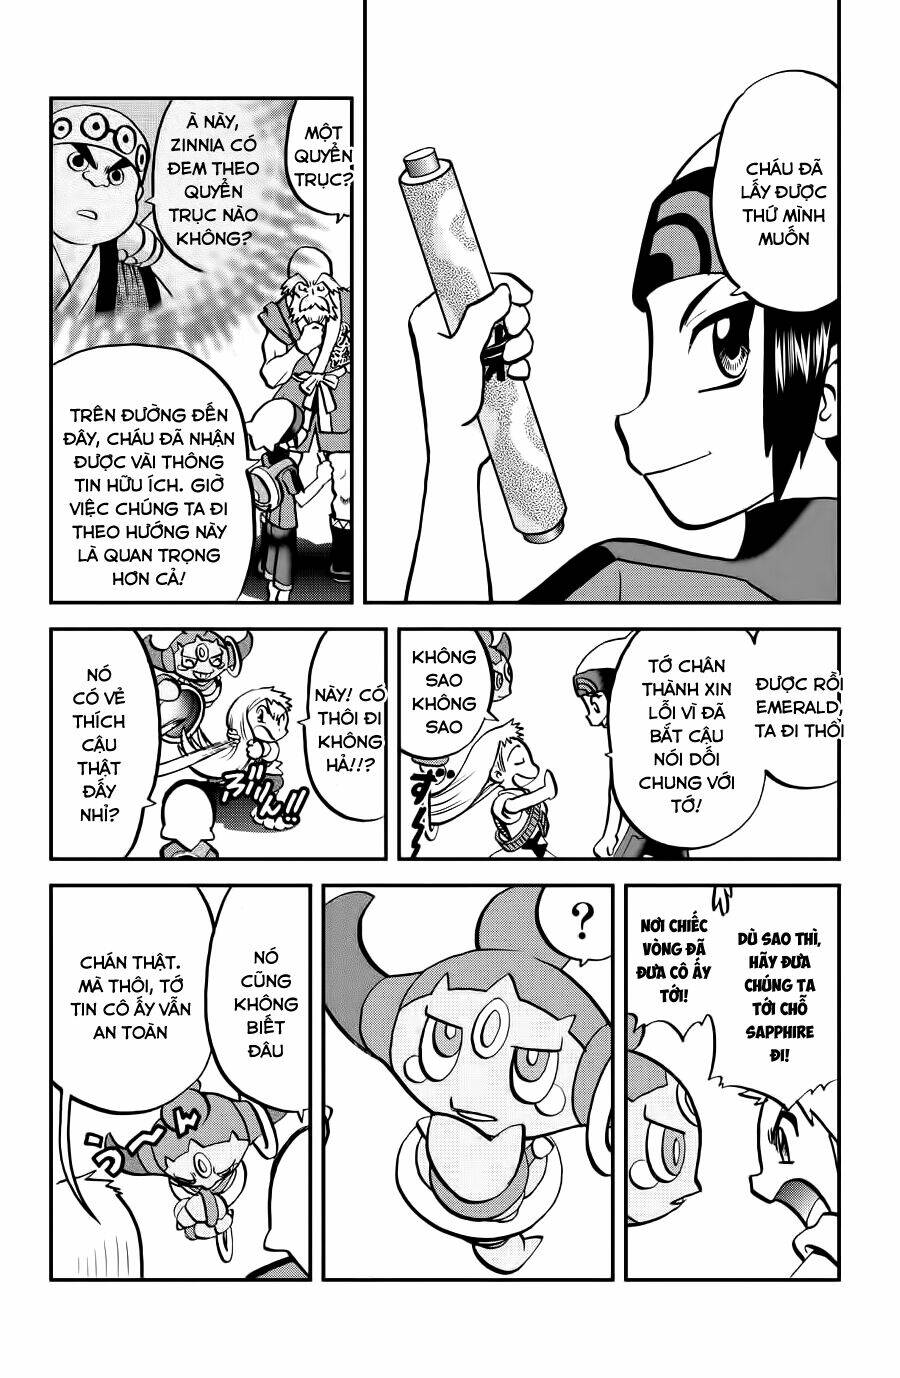 CHÁU ĐÃ
LẤY ĐƯỢC
THỨ MÌNH
MUỐN
MỘT
QUYỂN
TRỤC?
À NÀY,
ZINNIA CÓ
ĐEM THEO
QUYỂN
TRỤC NÀO
KHÔNG?
TRÊN ĐƯỜNG ĐẾN
ĐÂY, CHÁU ĐÃ NHẬN
ĐƯỢC VÀI THÔNG
TIN HỮU ÍCH. GIỜ
VIỆC CHÚNG TA ĐI
THEO HƯỚNG NÀY
LÀ QUAN TRỌNG
HƠN CẢ!
ĐƯỢC RỒI
EMERALD,
TA ĐI THÔI
TỚ CHÂN
THÀNH XIN
LỖI VÌ ĐÃ
BẮT CẬU
NÓI DỐI
CHUNG VỚI
TỚ!
KHÔNG
SAO
KHÔNG
SAO
NÀY! CÓ
THÔI ĐI
KHÔNG
HẢ!!?
NÓ
CÓ VẺ
THÍCH
CẬU
THẬT
ĐẤY
NHỈ?
DÙ SAO THÌ,
HÃY ĐƯA
CHÚNG TA
TỚI CHỖ
SAPPHIRE
ĐI!
NƠI CHIẾC
VÒNG ĐÃ
ĐƯA CÔ ẤY
TỚI!
?
NÓ
CŨNG
KHÔNG
BIẾT
ĐÂU
CHÁN THẬT.
MÀ THÔI, TỚ
TIN CÔ ẤY VẪN
AN TOÀN
う〜ん